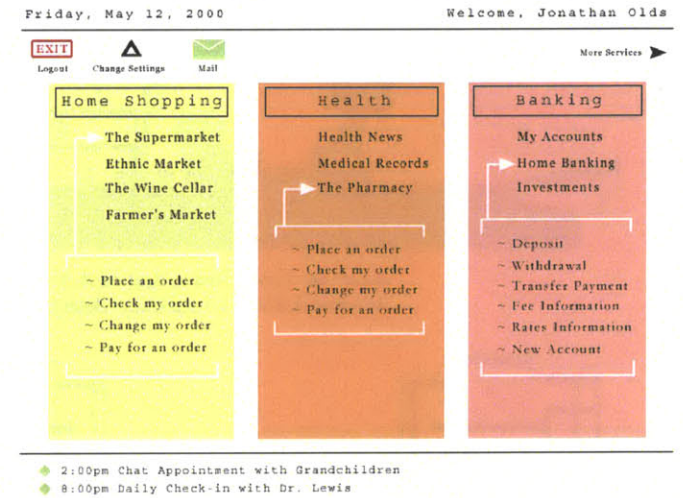 Friday, May 12, 2000
Welcome, Jonathan Olds
EXIT
Logout
Change Settings
Mail
More Services
Home Shopping
The Supermarket
Ethnic Market
The Wine Cellar
Farmer's Market
~ Place an order
~ Check my order
~ Change my order
~ Pay for an order
Health
Health News
Medical Records
The Pharmacy
~ Place an order
~ Check my order
~ Change my order
~ Pay for an order
Banking
My Accounts
Home Banking
Investments
~ Deposit
~ Withdrawal
~ Transfer Payment
~ Fee Information
~ Rates Information
~ New Account
2:00pm Chat Appointment with Grandchildren
8:00pm Daily Check-in with Dr. Lewis